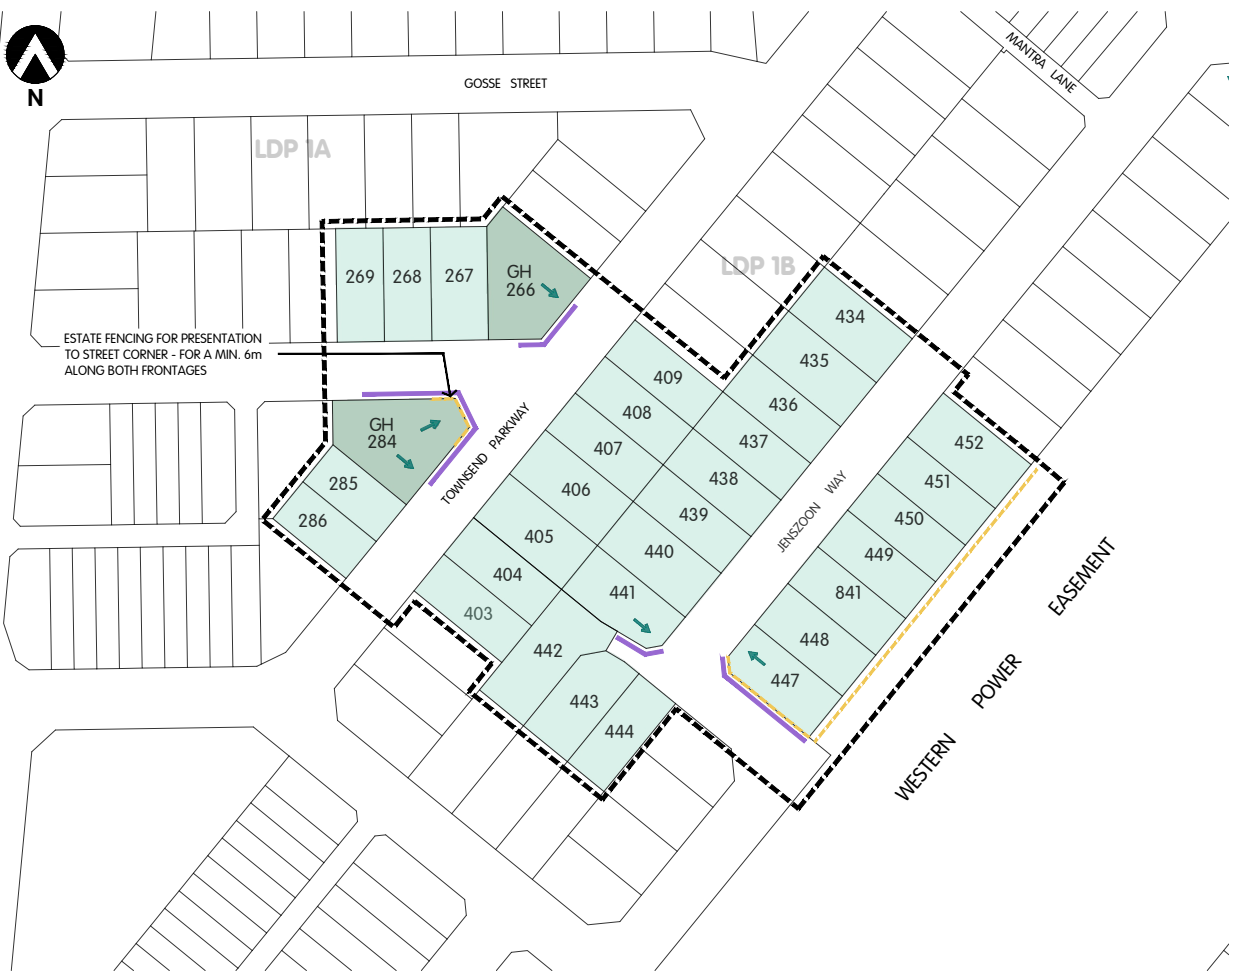 MANTRA LANE
GOSSE STREET
N
LDP 1A
LDP 1B
269
268
267
GH
266
434
ESTATE FENCING FOR PRESENTATION
TO STREET CORNER - FOR A MIN. 6m
ALONG BOTH FRONTAGES
435
409
436
408
GH
284
TOWNSEND PARKWAY
437
452
407
438
451
285
406
439
450
286
405
JENSZOON WAY
440
449
404
441
841
403
442
448
447
443
444
WESTERN POWER EASEMENT